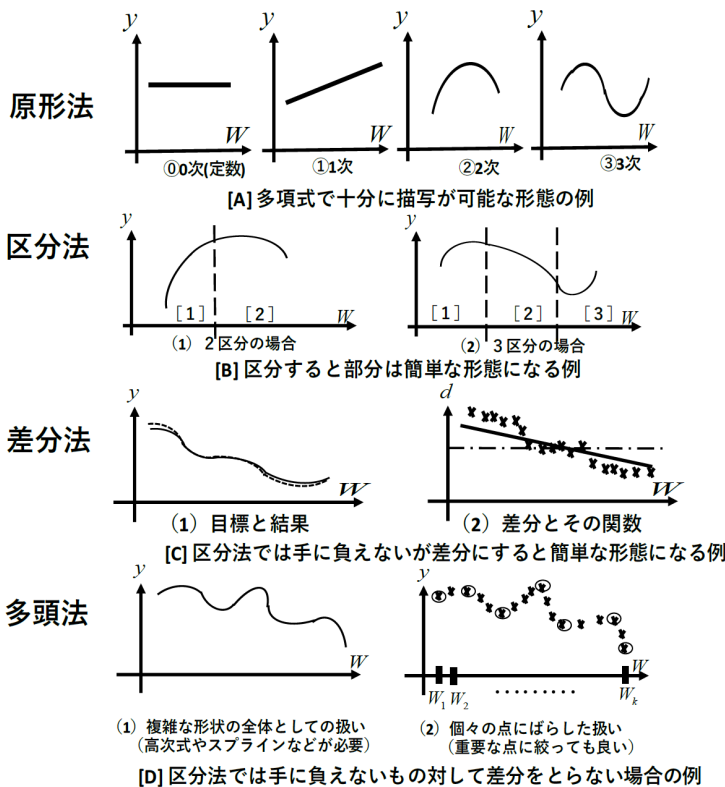 原形法
y
W
⓪0次(定数)
y
W
①1次
y
W
②2次
y
W
③3次
[A] 多項式で十分に描写が可能な形態の例
区分法
y
[1]
[2]
W
(1) 2区分の場合
y
[1]
[2]
[3]
W
(2) 3区分の場合
[B] 区分すると部分は簡単な形態になる例
差分法
y
W
(1) 目標と結果
d
W
(2) 差分とその関数
[C] 区分法では手に負えないが差分にすると簡単な形態になる例
多頭法
y
W
(1) 複雑な形状の全体としての扱い
(高次式やスプラインなどが必要)
y
W
W1 W2 ......... Wk
(2) 個々の点にばらした扱い
(重要な点に絞っても良い)
[D] 区分法では手に負えないもの対して差分をとらない場合の例